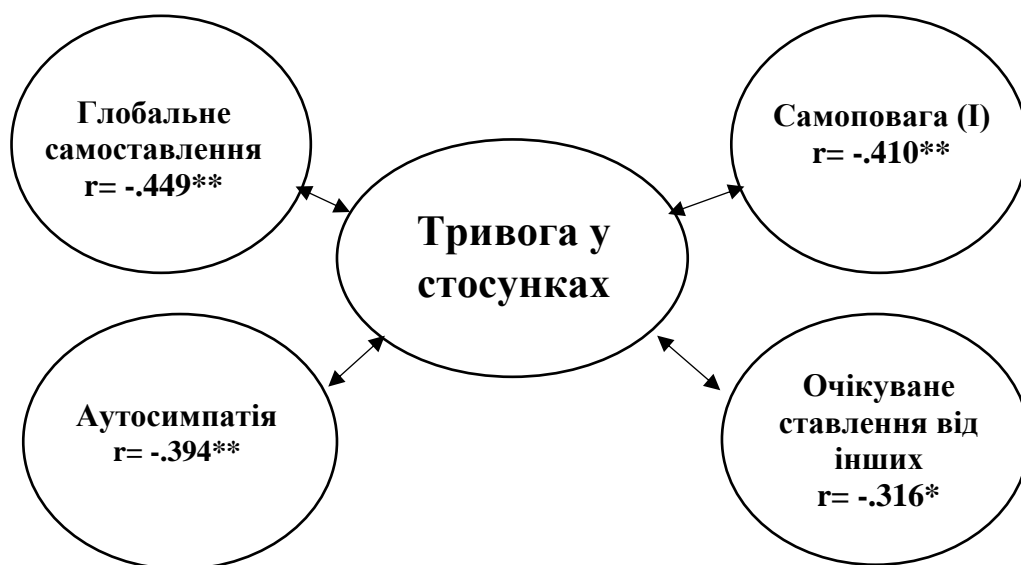 Глобальне
самоставлення
r= -.449**
Самоповага (І)
r= -.410**
Тривога у
стосунках
Аутосимпатія
r= -.394**
Очікуване
ставлення від
інших
r= -.316*